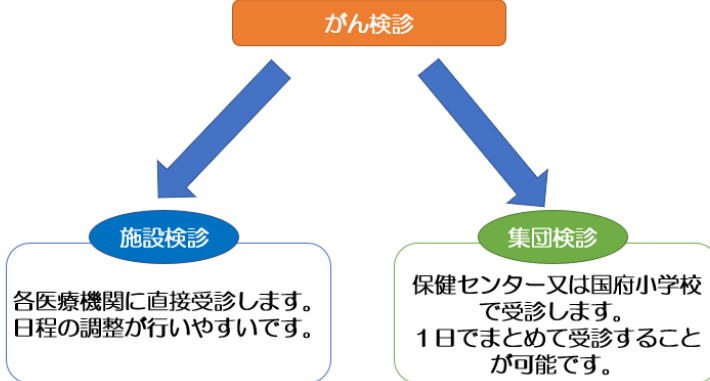 がん検診
施設検診
各医療機関に直接受診します。
日程の調整が行いやすいです。
集団検診
保健センター又は国府小学校
で受診します。
１日でまとめて受診すること
が可能です。